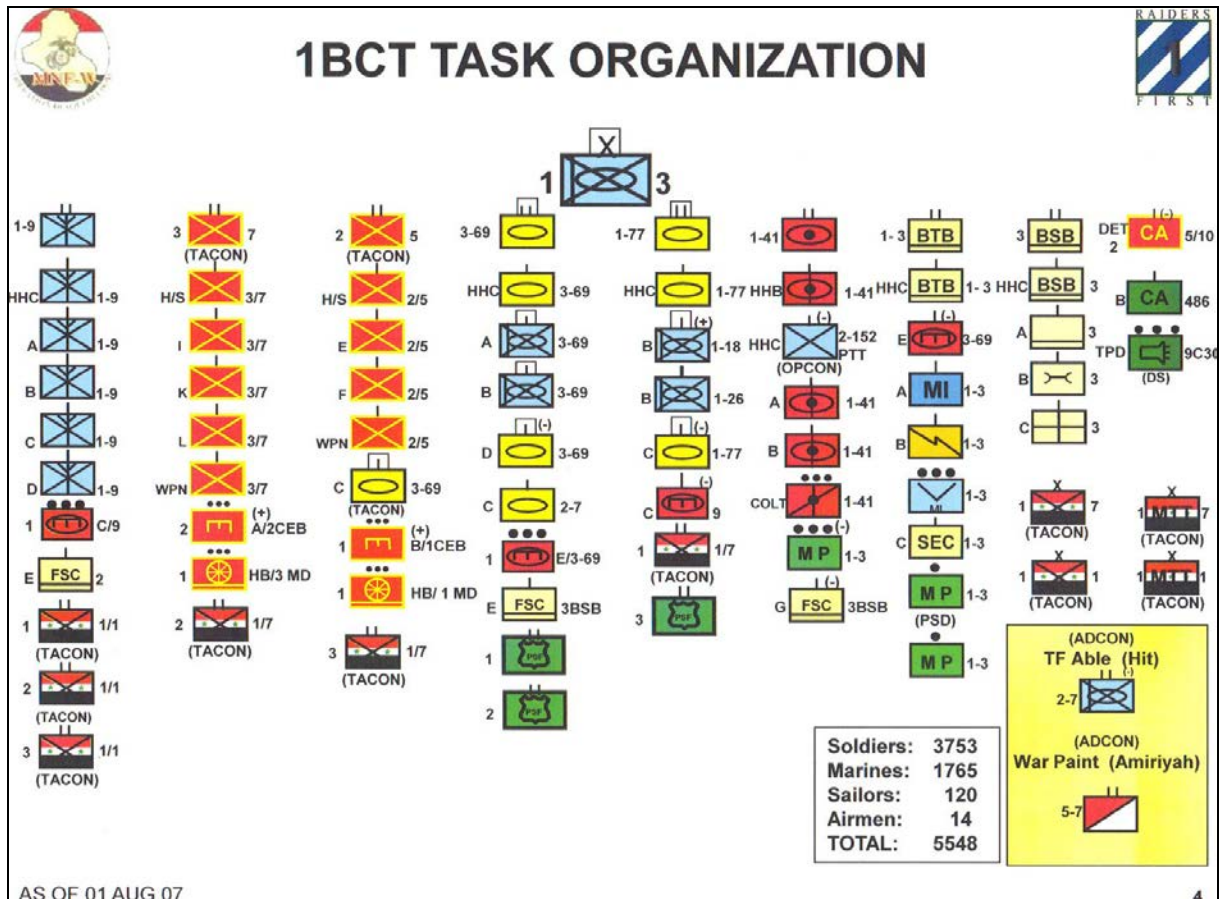 RAIDERS
1
FIRST
MNF-W
1BCT TASK ORGANIZATION
X
1 3
1-9
HHC 1-9
A 1-9
B 1-9
C 1-9
D 1-9
1 C/9
E FSC 2
1 1/1
(TACON)
2 1/1
(TACON)
3 1/1
(TACON)
3 7
(TACON)
H/S 3/7
I 3/7
K 3/7
L 3/7
WPN 3/7
2 (+) A/2CEB
1 HB/3 MD
2 1/7
(TACON)
2 5
(TACON)
H/S 2/5
E 2/5
F 2/5
WPN 2/5
C 3-69
(TACON)
1 (+) B/1CEB
1 HB/ 1 MD
3 1/7
(TACON)
3-69
HHC 3-69
A 3-69
B 3-69
D (-) 3-69
C 2-7
1 E/3-69
E FSC 3BSB
1 PSF
2 PSF
1-77
HHC 1-77
B (+) 1-18
B 1-26
C (-) 1-77
C (-) 9
1 1/7
(TACON)
3 PSF
1-41
HHB 1-41
HHC (-) 2-152
PTT
(OPCON)
A 1-41
B 1-41
COLT 1-41
MP (-) 1-3
G FSC (-) 3BSB
1- 3 BTB
HHC BTB 1- 3
E (-) 3-69
A MI 1-3
B 1-3
MI 1-3
C SEC 1-3
MP 1-3
(PSD)
MP 1-3
3 BSB
HHC BSB 3
A 3
B 3
C 3
1 X 7
(TACON)
1 X 1
(TACON)
DET 2 CA (-) 5/10
B CA 486
TPD 9C30
(DS)
1 X MTT 7
(TACON)
1 X MTT 1
(TACON)
(ADCON)
TF Able (Hit)
2-7 (-)
(ADCON)
War Paint (Amiriyah)
5-7
Soldiers: 3753
Marines: 1765
Sailors: 120
Airmen: 14
TOTAL: 5548
AS OF 01 AUG 07
4